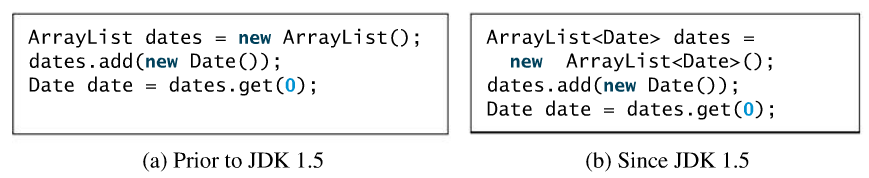 ArrayList dates = new ArrayList();
dates.add(new Date());
Date date = dates.get(0);
(a) Prior to JDK 1.5
ArrayList<Date> dates =
new ArrayList<Date>();
dates.add(new Date());
Date date = dates.get(0);
(b) Since JDK 1.5